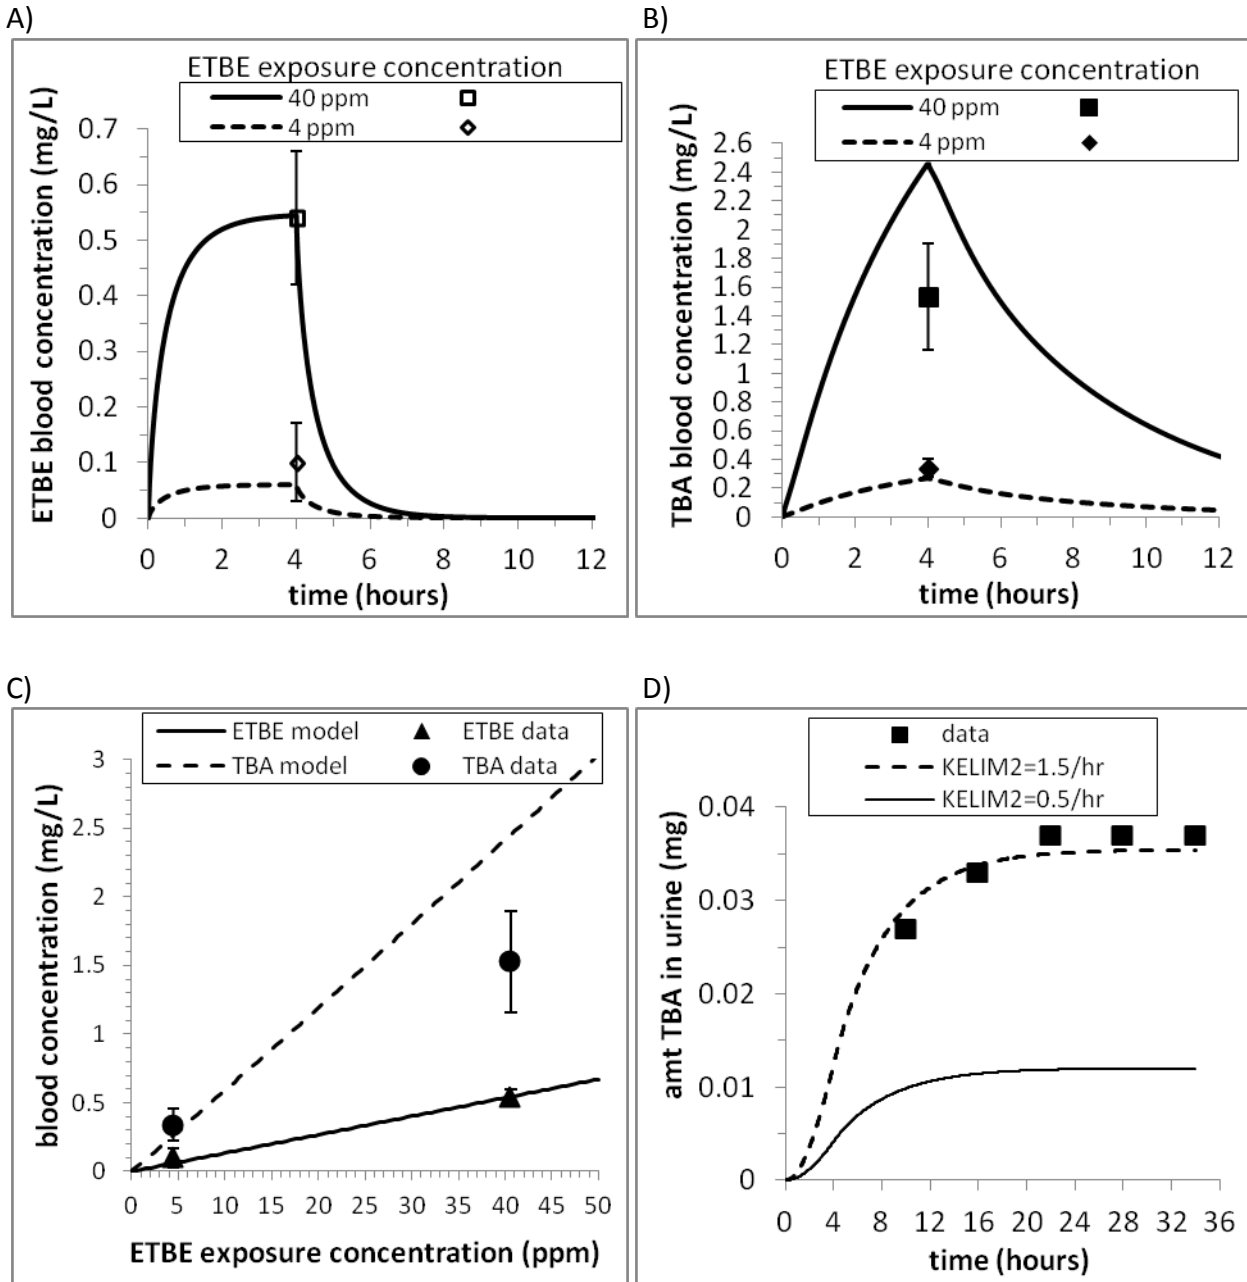 A)
ETBE exposure concentration
40 ppm
4 ppm
ETBE blood concentration (mg/L)
0.7
0.6
0.5
0.4
0.3
0.2
0.1
0
0 2 4 6 8 10 12
time (hours)
B)
ETBE exposure concentration
40 ppm
4 ppm
TBA blood concentration (mg/L)
2.6
2.4
2.2
2
1.8
1.6
1.4
1.2
1
0.8
0.6
0.4
0.2
0
0 2 4 6 8 10 12
time (hours)
C)
ETBE model ETBE data
TBA model TBA data
blood concentration (mg/L)
3
2.5
2
1.5
1
0.5
0
0 5 10 15 20 25 30 35 40 45 50
ETBE exposure concentration (ppm)
D)
data
KELIM2=1.5/hr
KELIM2=0.5/hr
amt TBA in urine (mg)
0.04
0.03
0.02
0.01
0
0 4 8 12 16 20 24 28 32 36
time (hours)